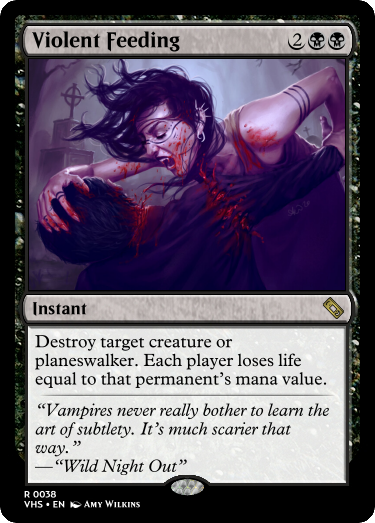 Violent Feeding 2
Instant
Destroy target creature or
planeswalker. Each player loses life
equal to that permanent's mana value.
“Vampires never really bother to learn the
art of subtlety. It's much scarier that
way.”
—“Wild Night Out”
R 0038
VHS • EN Amy Wilkins